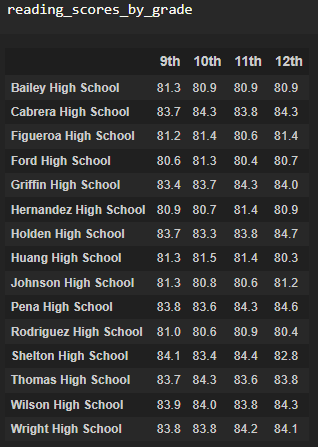 reading_scores_by_grade
9th 10th 11th 12th
Bailey High School 81.3 80.9 80.9 80.9
Cabrera High School 83.7 84.3 83.8 84.3
Figueroa High School 81.2 81.4 80.6 81.4
Ford High School 80.6 81.3 80.4 80.7
Griffin High School 83.4 83.7 84.3 84.0
Hernandez High School 80.9 80.7 81.4 80.9
Holden High School 83.7 83.3 83.8 84.7
Huang High School 81.3 81.5 81.4 80.3
Johnson High School 81.3 80.8 80.6 81.2
Pena High School 83.8 83.6 84.3 84.6
Rodriguez High School 81.0 80.6 80.9 80.4
Shelton High School 84.1 83.4 84.4 82.8
Thomas High School 83.7 84.3 83.6 83.8
Wilson High School 83.9 84.0 83.8 84.3
Wright High School 83.8 83.8 84.2 84.1